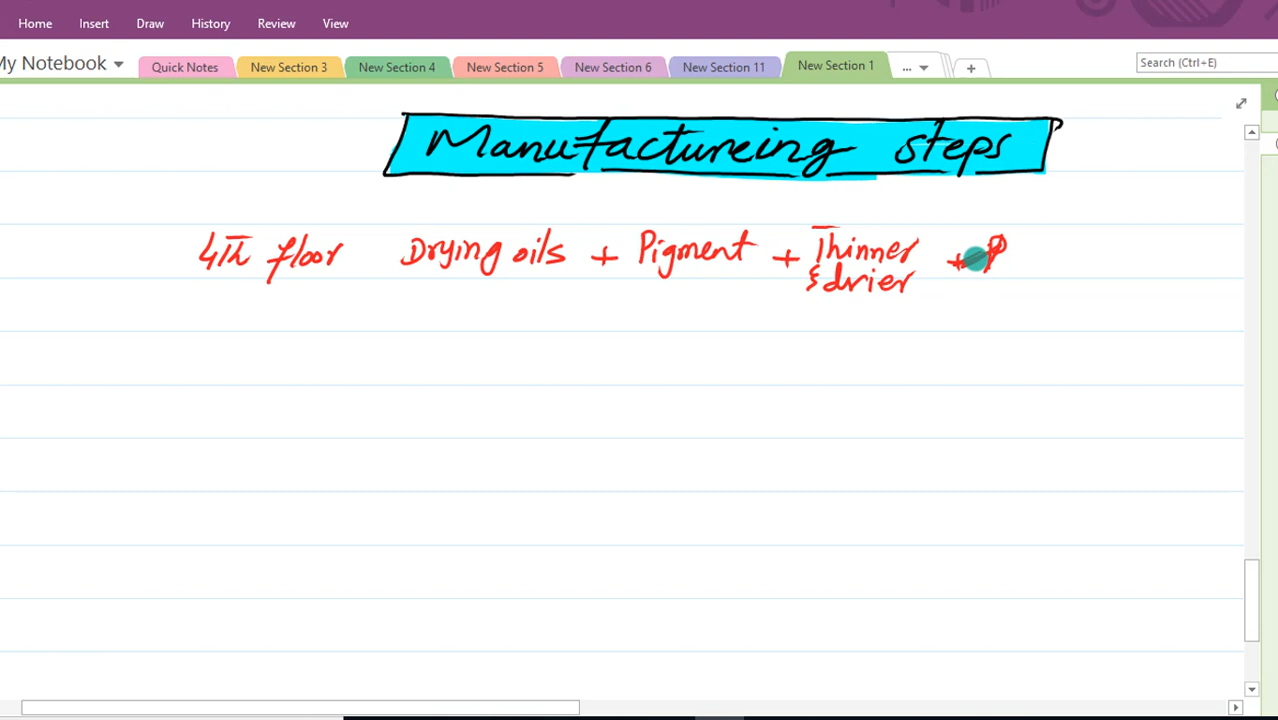 Home Insert Draw History Review View
My Notebook Quick Notes New Section 3 New Section 4 New Section 5 New Section 6 New Section 11 New Section 1 ... + Search (Ctrl+E)
Manufactureing steps
4Th floor Drying oils + Pigment + Thinner + P
& drier